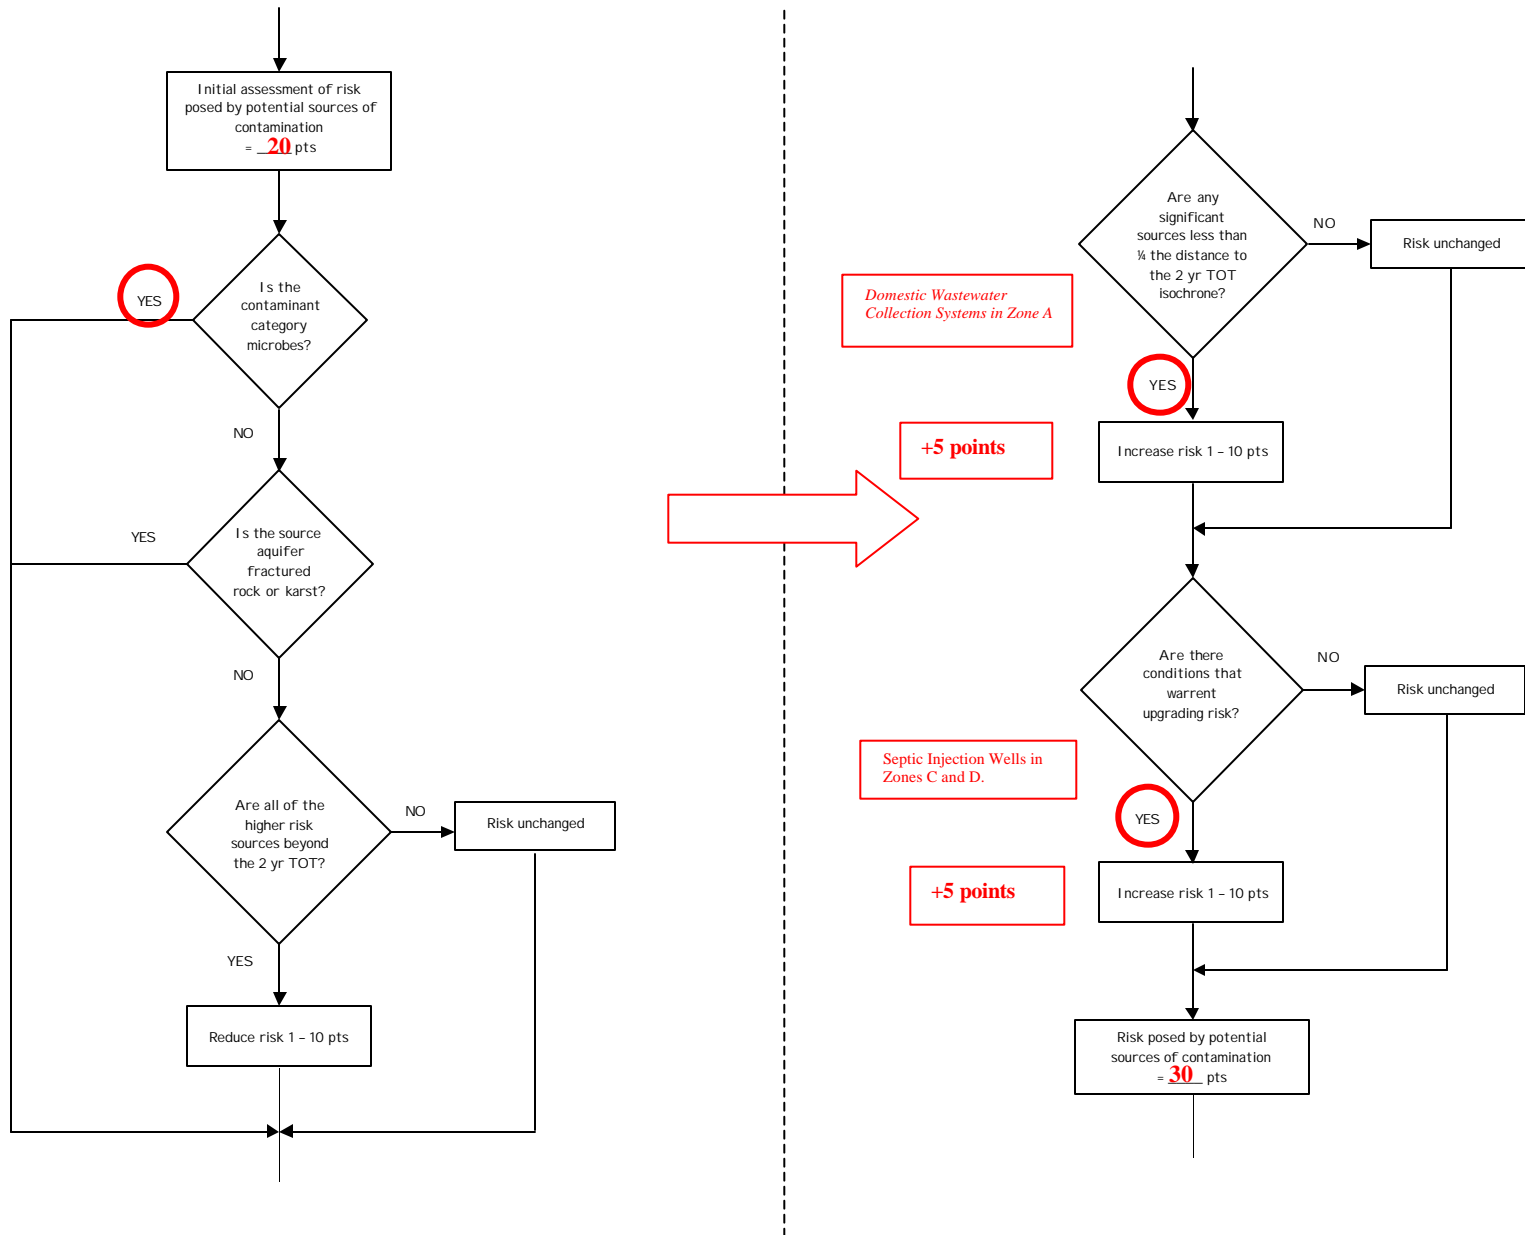 Initial assessment of risk
posed by potential sources of
contamination
= 20 pts
YES
Is the
contaminant
category
microbes?
NO
YES
Is the source
aquifer
fractured
rock or karst?
NO
Are all of the
higher risk
sources beyond
the 2 yr TOT?
NO
Risk unchanged
YES
Reduce risk 1 – 10 pts
Are any
significant
sources less than
¼ the distance to
the 2 yr TOT
isochrone?
NO
Risk unchanged
Domestic Wastewater
Collection Systems in Zone A
YES
+5 points
Increase risk 1 – 10 pts
Are there
conditions that
warrent
upgrading risk?
NO
Risk unchanged
Septic Injection Wells in
Zones C and D.
YES
+5 points
Increase risk 1 – 10 pts
Risk posed by potential
sources of contamination
= 30 pts